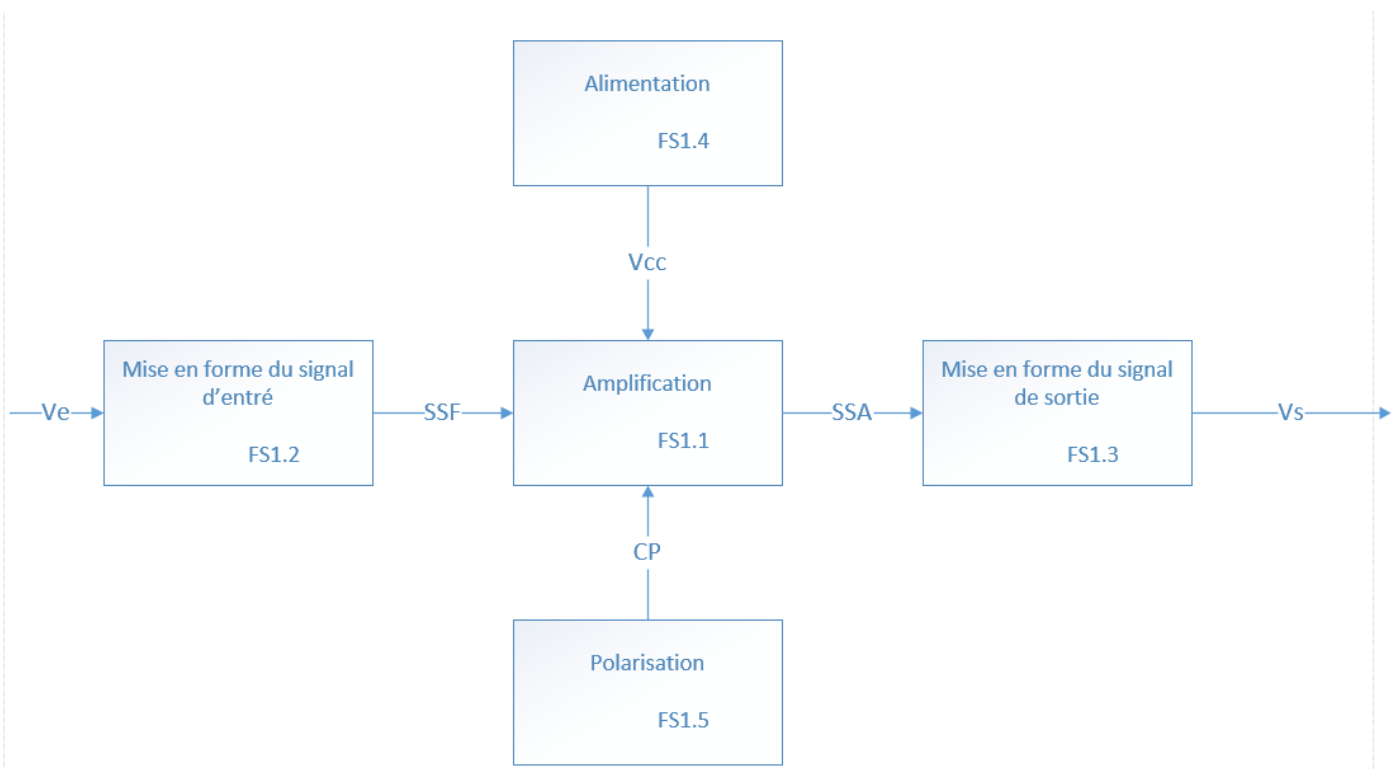 Alimentation
FS1.4
Vcc
Mise en forme du signal
d'entré
FS1.2
Amplification
FS1.1
Mise en forme du signal
de sortie
FS1.3
Ve
SSF
SSA
Vs
CP
Polarisation
FS1.5